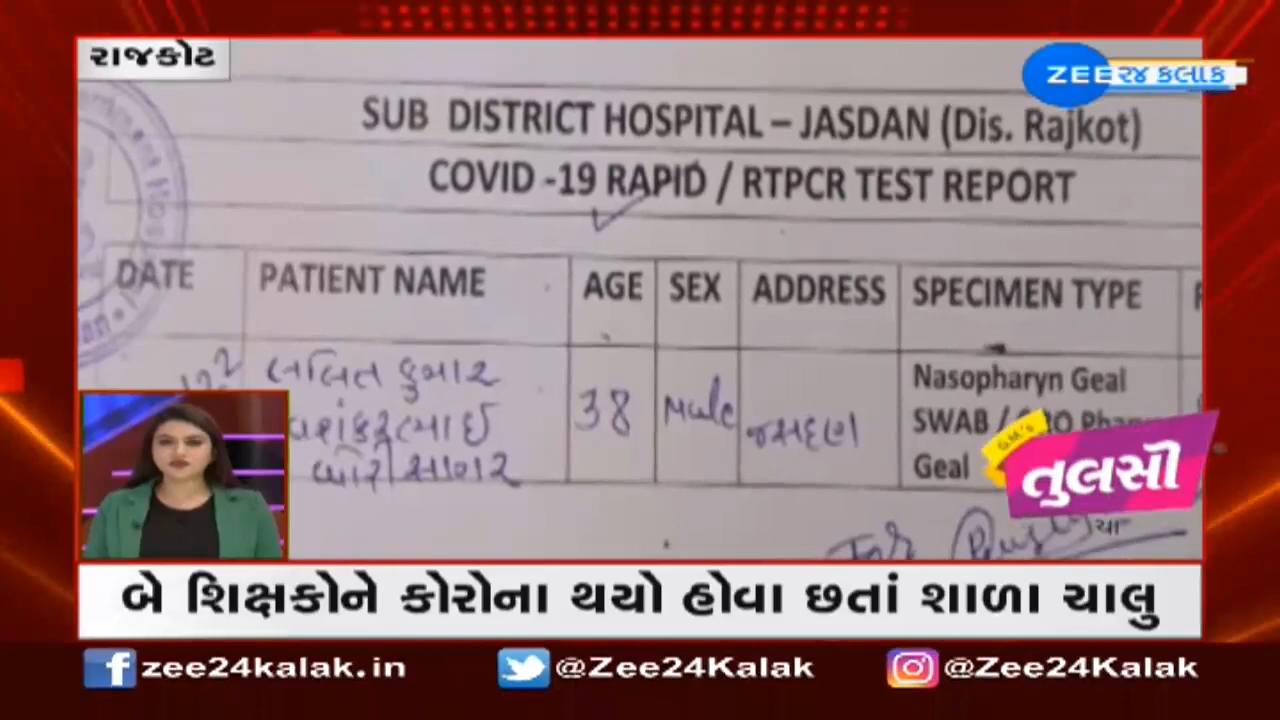 રાજકોટ
ZEE ૨૪ કલાક
SUB DISTRICT HOSPITAL – JASDAN (Dis. Rajkot)
COVID -19 RAPID / RTPCR TEST REPORT
DATE PATIENT NAME AGE SEX ADDRESS SPECIMEN TYPE
લલિત કુમાર 38 Male જસદણ Nasopharyn Geal
SWAB /
Geal
તુલસી
ચા
બે શિક્ષકોને કોરોના થયો હોવા છતાં શાળા ચાલુ
zee24kalak.in @Zee24Kalak @Zee24Kalak